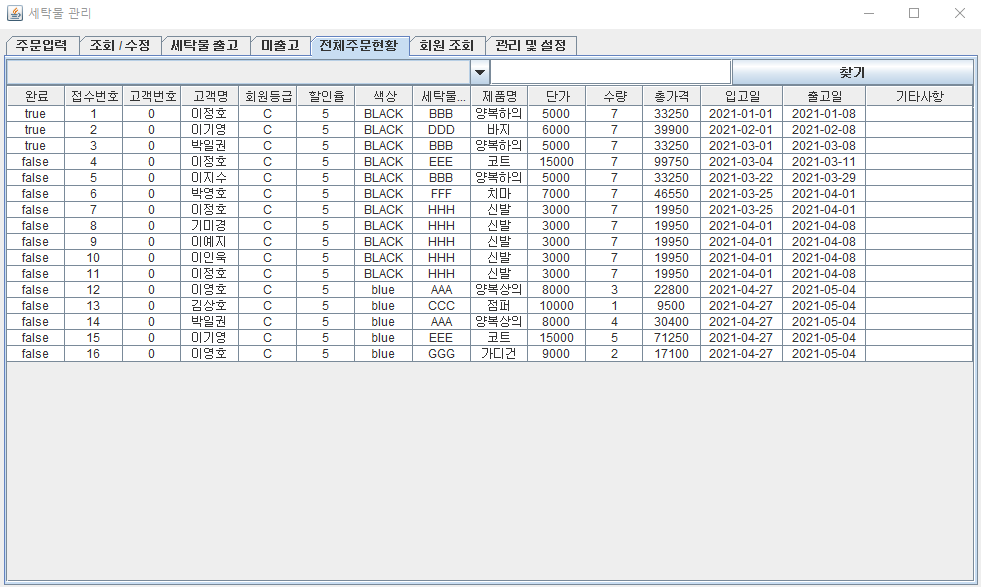 세탁물 관리
주문입력 조회 / 수정 세탁물 출고 미출고 전체주문현황 회원 조회 관리 및 설정
찾기
완료 접수번호 고객번호 고객명 회원등급 할인율 색상 세탁물... 제품명 단가 수량 총가격 입고일 출고일 기타사항
true 1 0 이정호 C 5 BLACK BBB 양복하의 5000 7 33250 2021-01-01 2021-01-08
true 2 0 이기영 C 5 BLACK DDD 바지 6000 7 39900 2021-02-01 2021-02-08
true 3 0 박일권 C 5 BLACK BBB 양복하의 5000 7 33250 2021-03-01 2021-03-08
false 4 0 이정호 C 5 BLACK EEE 코트 15000 7 99750 2021-03-04 2021-03-11
false 5 0 이지수 C 5 BLACK BBB 양복하의 5000 7 33250 2021-03-22 2021-03-29
false 6 0 박영호 C 5 BLACK FFF 치마 7000 7 46550 2021-03-25 2021-04-01
false 7 0 이정호 C 5 BLACK HHH 신발 3000 7 19950 2021-03-25 2021-04-01
false 8 0 기미경 C 5 BLACK HHH 신발 3000 7 19950 2021-04-01 2021-04-08
false 9 0 이예지 C 5 BLACK HHH 신발 3000 7 19950 2021-04-01 2021-04-08
false 10 0 이인욱 C 5 BLACK HHH 신발 3000 7 19950 2021-04-01 2021-04-08
false 11 0 이정호 C 5 BLACK HHH 신발 3000 7 19950 2021-04-01 2021-04-08
false 12 0 이영호 C 5 blue AAA 양복상의 8000 3 22800 2021-04-27 2021-05-04
false 13 0 김상호 C 5 blue CCC 점퍼 10000 1 9500 2021-04-27 2021-05-04
false 14 0 박일권 C 5 blue AAA 양복상의 8000 4 30400 2021-04-27 2021-05-04
false 15 0 이기영 C 5 blue EEE 코트 15000 5 71250 2021-04-27 2021-05-04
false 16 0 이영호 C 5 blue GGG 가디건 9000 2 17100 2021-04-27 2021-05-04